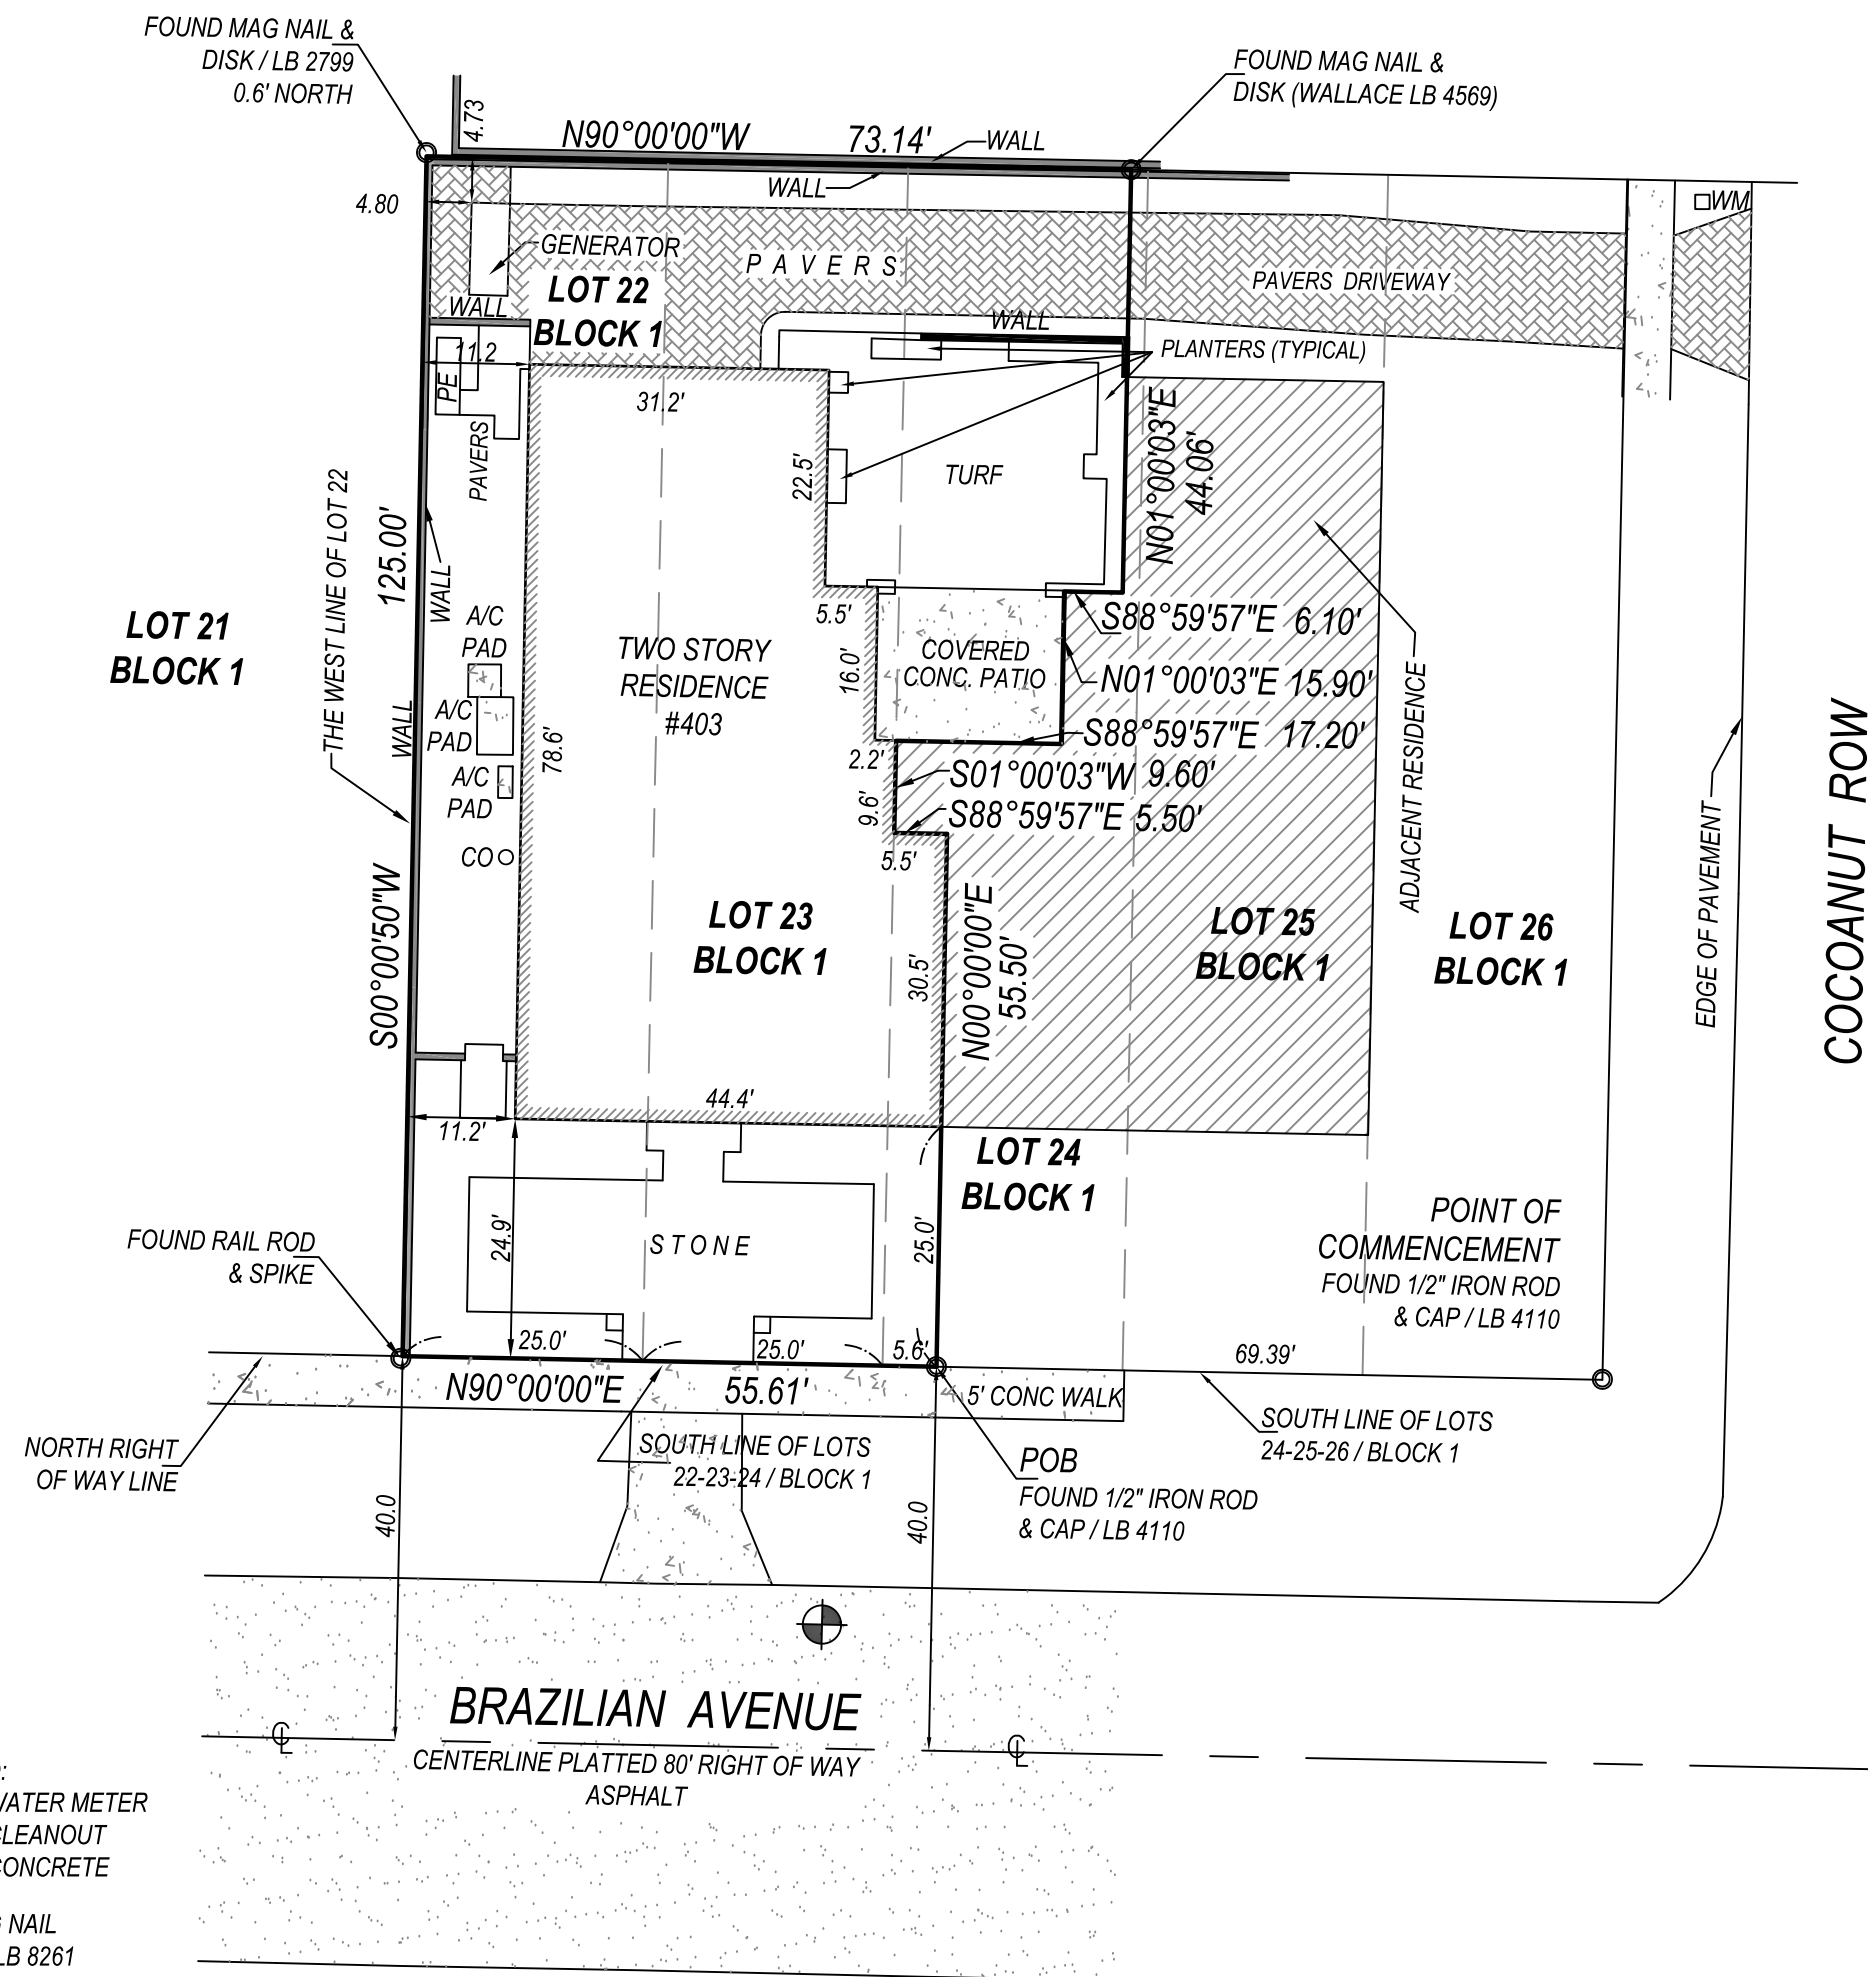 FOUND MAG NAIL &
DISK / LB 2799
0.6' NORTH
FOUND MAG NAIL &
DISK (WALLACE LB 4569)
4.73
N90°00'00"W 73.14'
WALL
WALL
4.80
GENERATOR
PAVERS
WM
PAVERS DRIVEWAY
LOT 22
BLOCK 1
WALL
WALL
11.2
PE
PAVERS
31.2'
PLANTERS (TYPICAL)
22.5'
TURF
N01°00'03"E
44.06'
THE WEST LINE OF LOT 22
125.00'
WALL
WALL
LOT 21
BLOCK 1
A/C
PAD
A/C
PAD
A/C
PAD
CO
TWO STORY
RESIDENCE
#403
78.6'
5.5'
16.0'
COVERED
CONC. PATIO
S88°59'57"E 6.10'
N01°00'03"E 15.90'
S88°59'57"E 17.20'
2.2'
S01°00'03"W 9.60'
9.6'
S88°59'57"E 5.50'
5.5'
ADJACENT RESIDENCE
EDGE OF PAVEMENT
COCOANUT ROW
S00°00'50"W
LOT 23
BLOCK 1
30.5'
N00°00'00"E
55.50'
LOT 25
BLOCK 1
LOT 26
BLOCK 1
44.4'
11.2'
LOT 24
BLOCK 1
24.9'
STONE
25.0'
POINT OF
COMMENCEMENT
FOUND 1/2" IRON ROD
& CAP / LB 4110
FOUND RAIL ROD
& SPIKE
25.0'
25.0'
5.6'
69.39'
N90°00'00"E 55.61'
5' CONC WALK
SOUTH LINE OF LOTS
24-25-26 / BLOCK 1
NORTH RIGHT
OF WAY LINE
SOUTH LINE OF LOTS
22-23-24 / BLOCK 1
POB
FOUND 1/2" IRON ROD
& CAP / LB 4110
40.0
40.0
BRAZILIAN AVENUE
CENTERLINE PLATTED 80' RIGHT OF WAY
ASPHALT
METER
NAIL
LB 8261